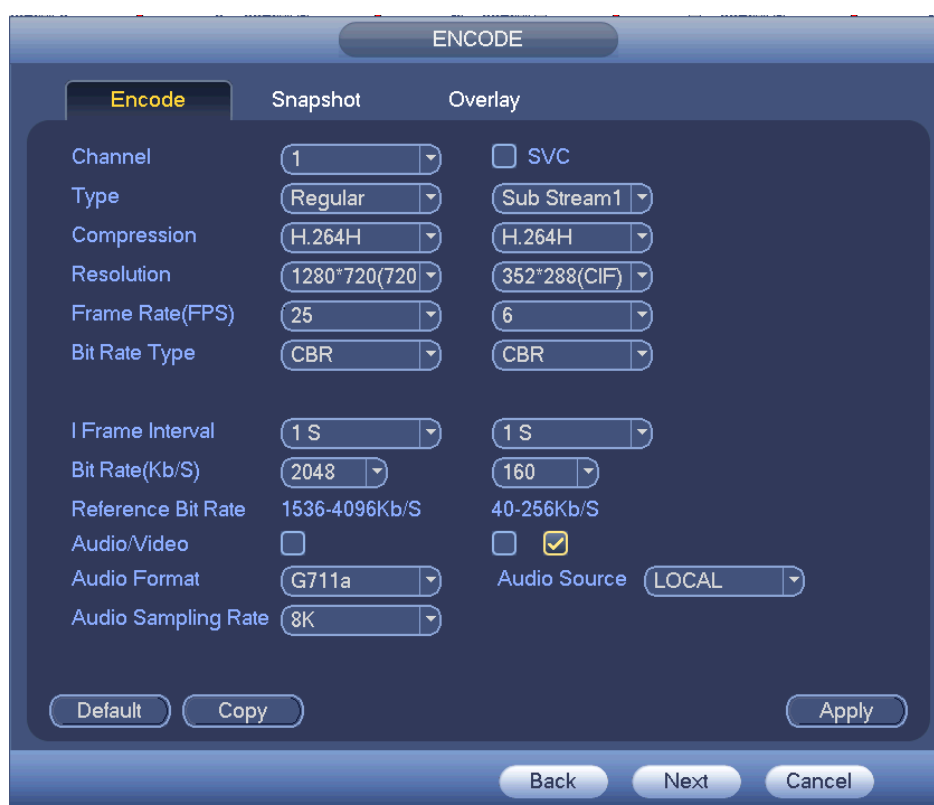 ENCODE
Encode Snapshot Overlay
Channel 1 SVC
Type Regular Sub Stream1
Compression H.264H H.264H
Resolution 1280*720(720 352*288(CIF)
Frame Rate(FPS) 25 6
Bit Rate Type CBR CBR
I Frame Interval 1 S 1 S
Bit Rate(Kb/S) 2048 160
Reference Bit Rate 1536-4096Kb/S 40-256Kb/S
Audio/Video
Audio Format G711a Audio Source LOCAL
Audio Sampling Rate 8K
Default Copy Apply
Back Next Cancel